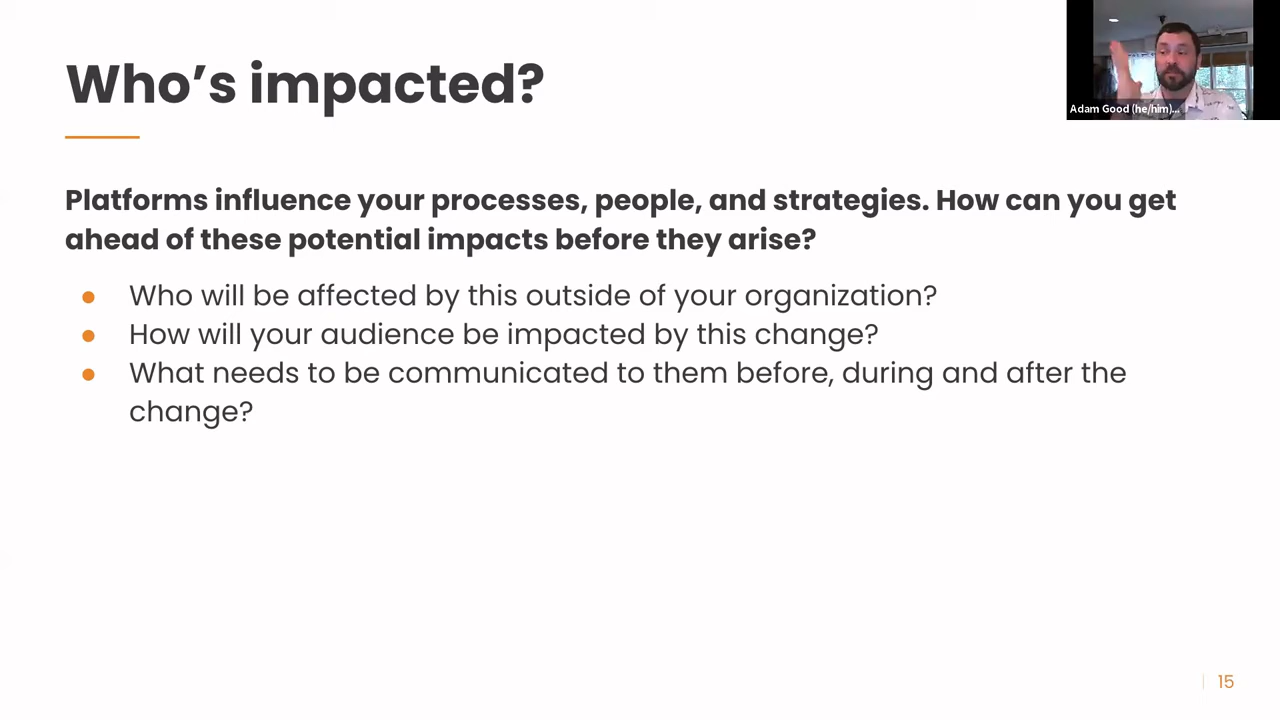 Who’s impacted?
Adam Good (he/him)...
Platforms influence your processes, people, and strategies. How can you get
ahead of these potential impacts before they arise?
● Who will be affected by this outside of your organization?
● How will your audience be impacted by this change?
● What needs to be communicated to them before, during and after the
change?
15